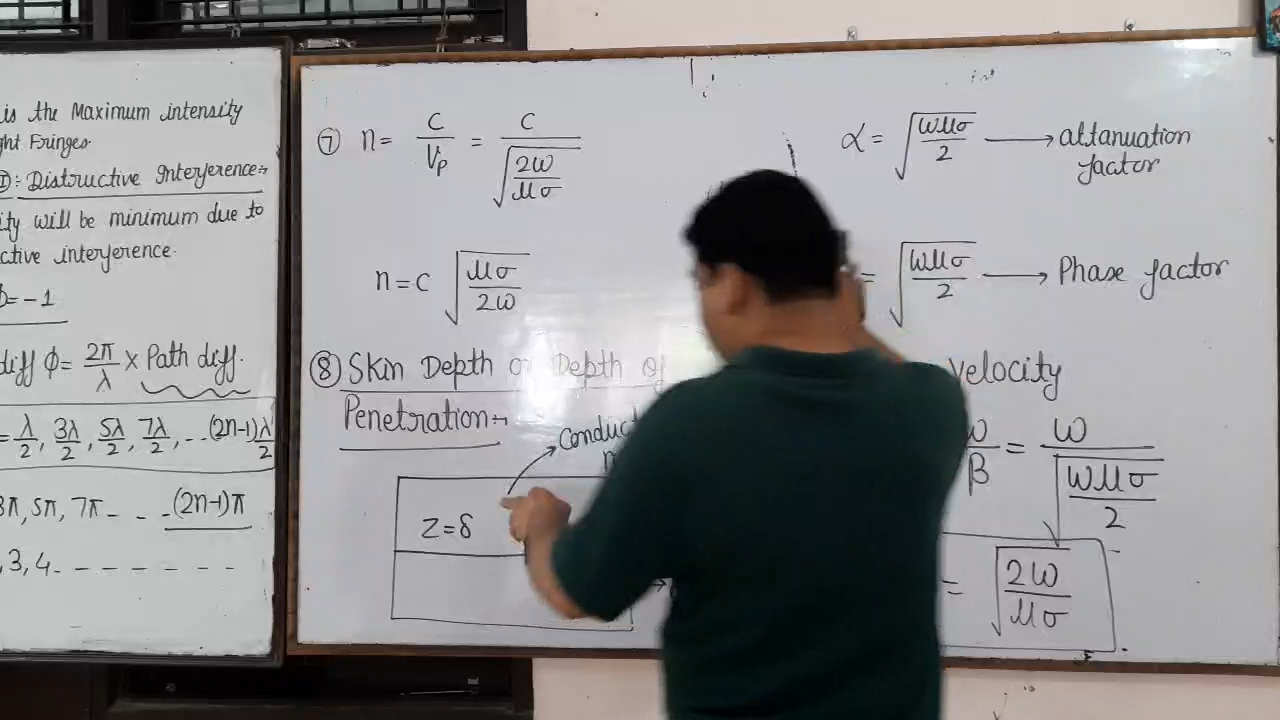 is the Maximum intensity
ght Fringes.
I): Distructive Interference:-
ity will be minimum due to
ctive interference.
= -1
diff ϕ = 2π/λ × Path diff.
= λ/2, 3λ/2, 5λ/2, 7λ/2, - - (2n-1)λ/2
3π, 5π, 7π - - - (2n-1)π
, 3, 4. - - - - - - -
⑦ n = C/Vp = C/√(2ω/μσ)
n = C √(μσ/2ω)
⑧ Skin Depth or Depth of
Penetration:-
Z = δ
α = √(ωμσ/2) → attanuation
factor
= √(ωμσ/2) → Phase factor
velocity
ω/β = ω/√(ωμσ/2)
= √(2ω/μσ)